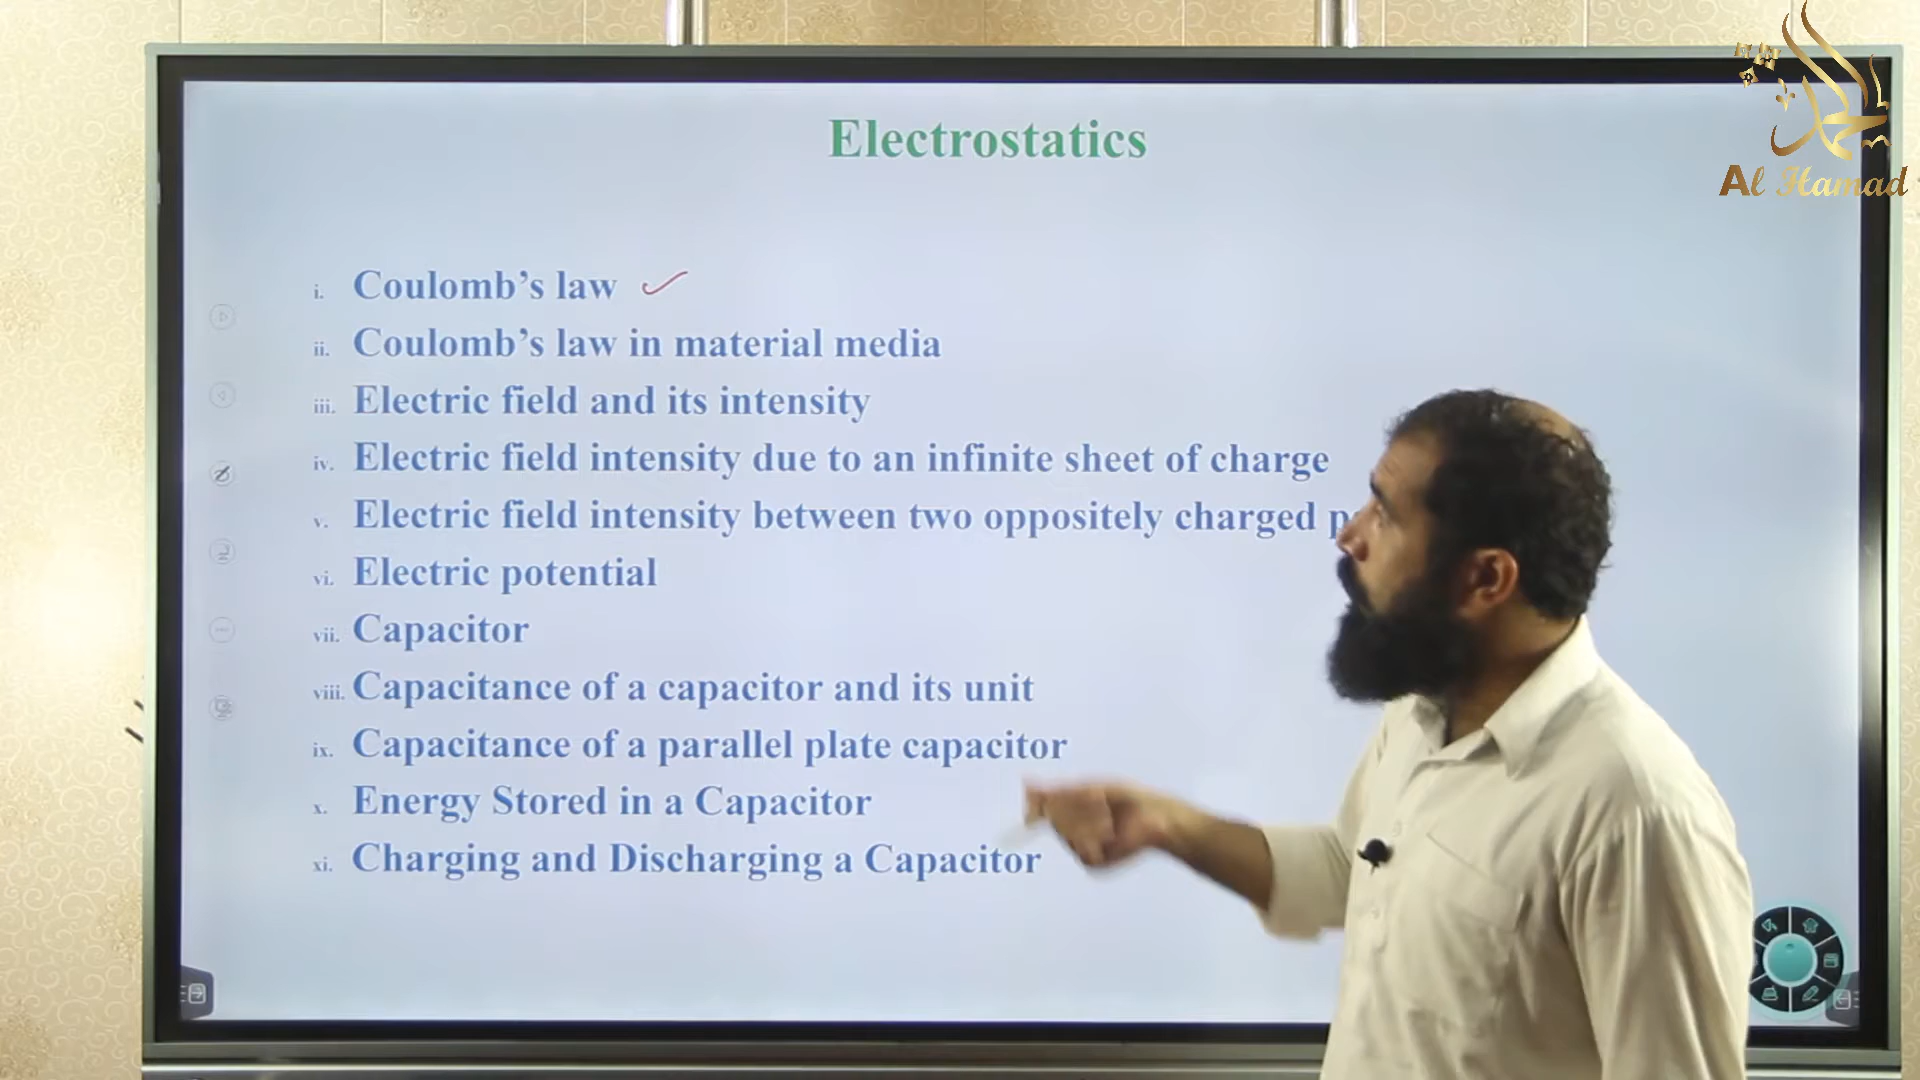 Electrostatics
i. Coulomb’s law
ii. Coulomb’s law in material media
iii. Electric field and its intensity
iv. Electric field intensity due to an infinite sheet of charge
v. Electric field intensity between two oppositely charged
vi. Electric potential
vii. Capacitor
viii. Capacitance of a capacitor and its unit
ix. Capacitance of a parallel plate capacitor
x. Energy Stored in a Capacitor
xi. Charging and Discharging a Capacitor
الحمد
Al Hamad